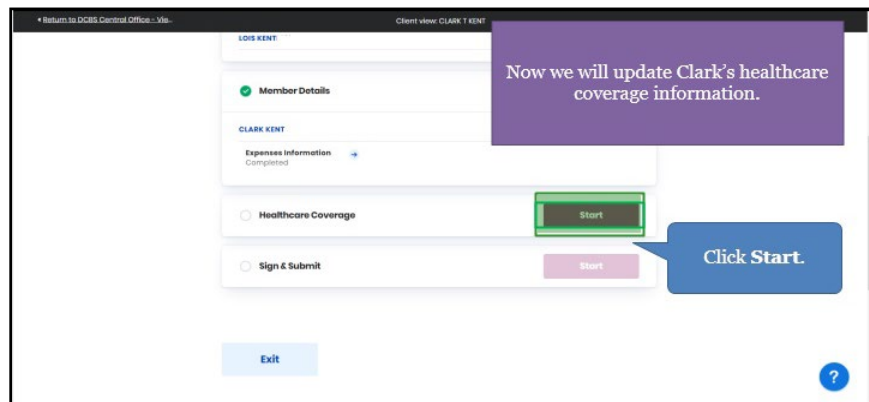 ◂ Return to DCBS Central Office - Vie...
Client view: CLARK T KENT
LOIS KENT
Now we will update Clark's healthcare
coverage information.
Member Details
CLARK KENT
Expenses Information →
Completed
Healthcare Coverage
Start
Click Start.
Sign & Submit
Start
Exit
?